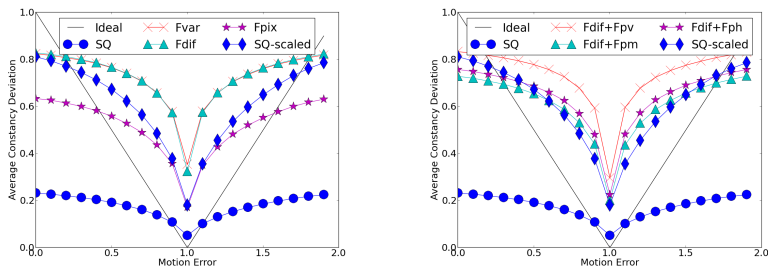 1.0
0.8
0.6
0.4
0.2
0.0
Average Constancy Deviation
Ideal
SQ
Fvar
Fdif
Fpix
SQ-scaled
0.0 0.5 1.0 1.5 2.0
Motion Error
1.0
0.8
0.6
0.4
0.2
0.0
Average Constancy Deviation
Ideal
SQ
Fdif+Fpv
Fdif+Fpm
Fdif+Fph
SQ-scaled
0.0 0.5 1.0 1.5 2.0
Motion Error